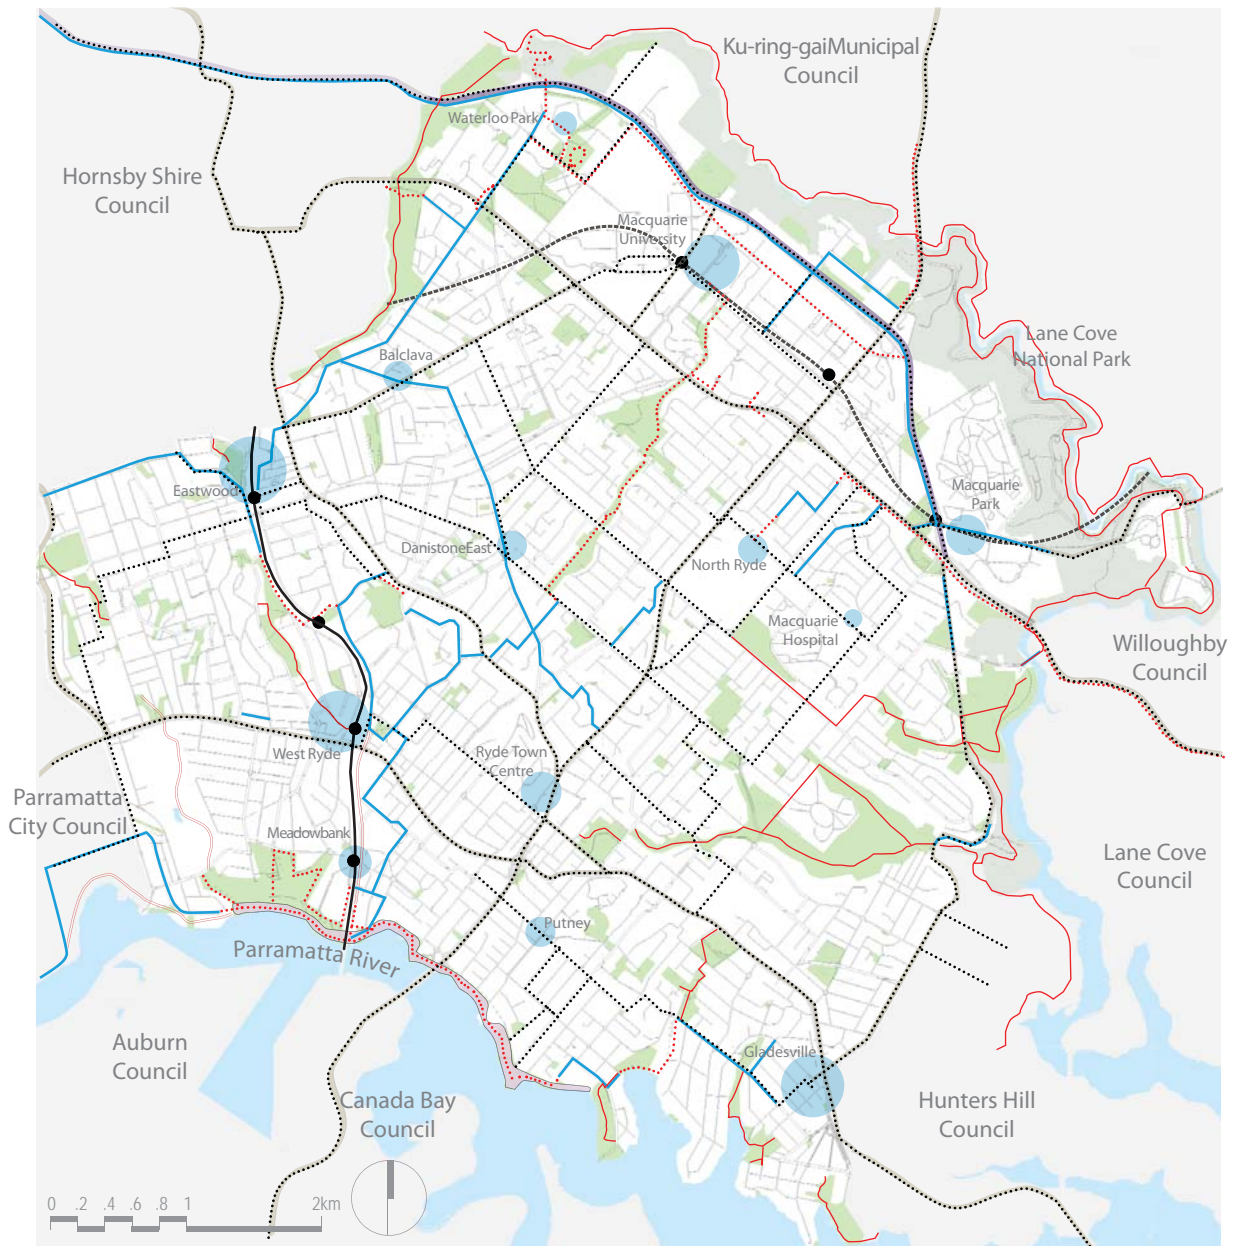 Ku-ring-gaiMunicipal
Council
Waterloo Park
Hornsby Shire
Council
Macquarie
University
Lane Cove
National Park
Balclava
Eastwood
Macquarie
Park
DanistoneEast
North Ryde
Macquarie
Hospital
Willoughby
Council
West Ryde
Ryde Town
Centre
Parramatta
City Council
Meadowbank
Lane Cove
Council
Putney
Parramatta River
Auburn
Council
Gladesville
Canada Bay
Council
Hunters Hill
Council
0 .2 .4 .6 .8 1 2km